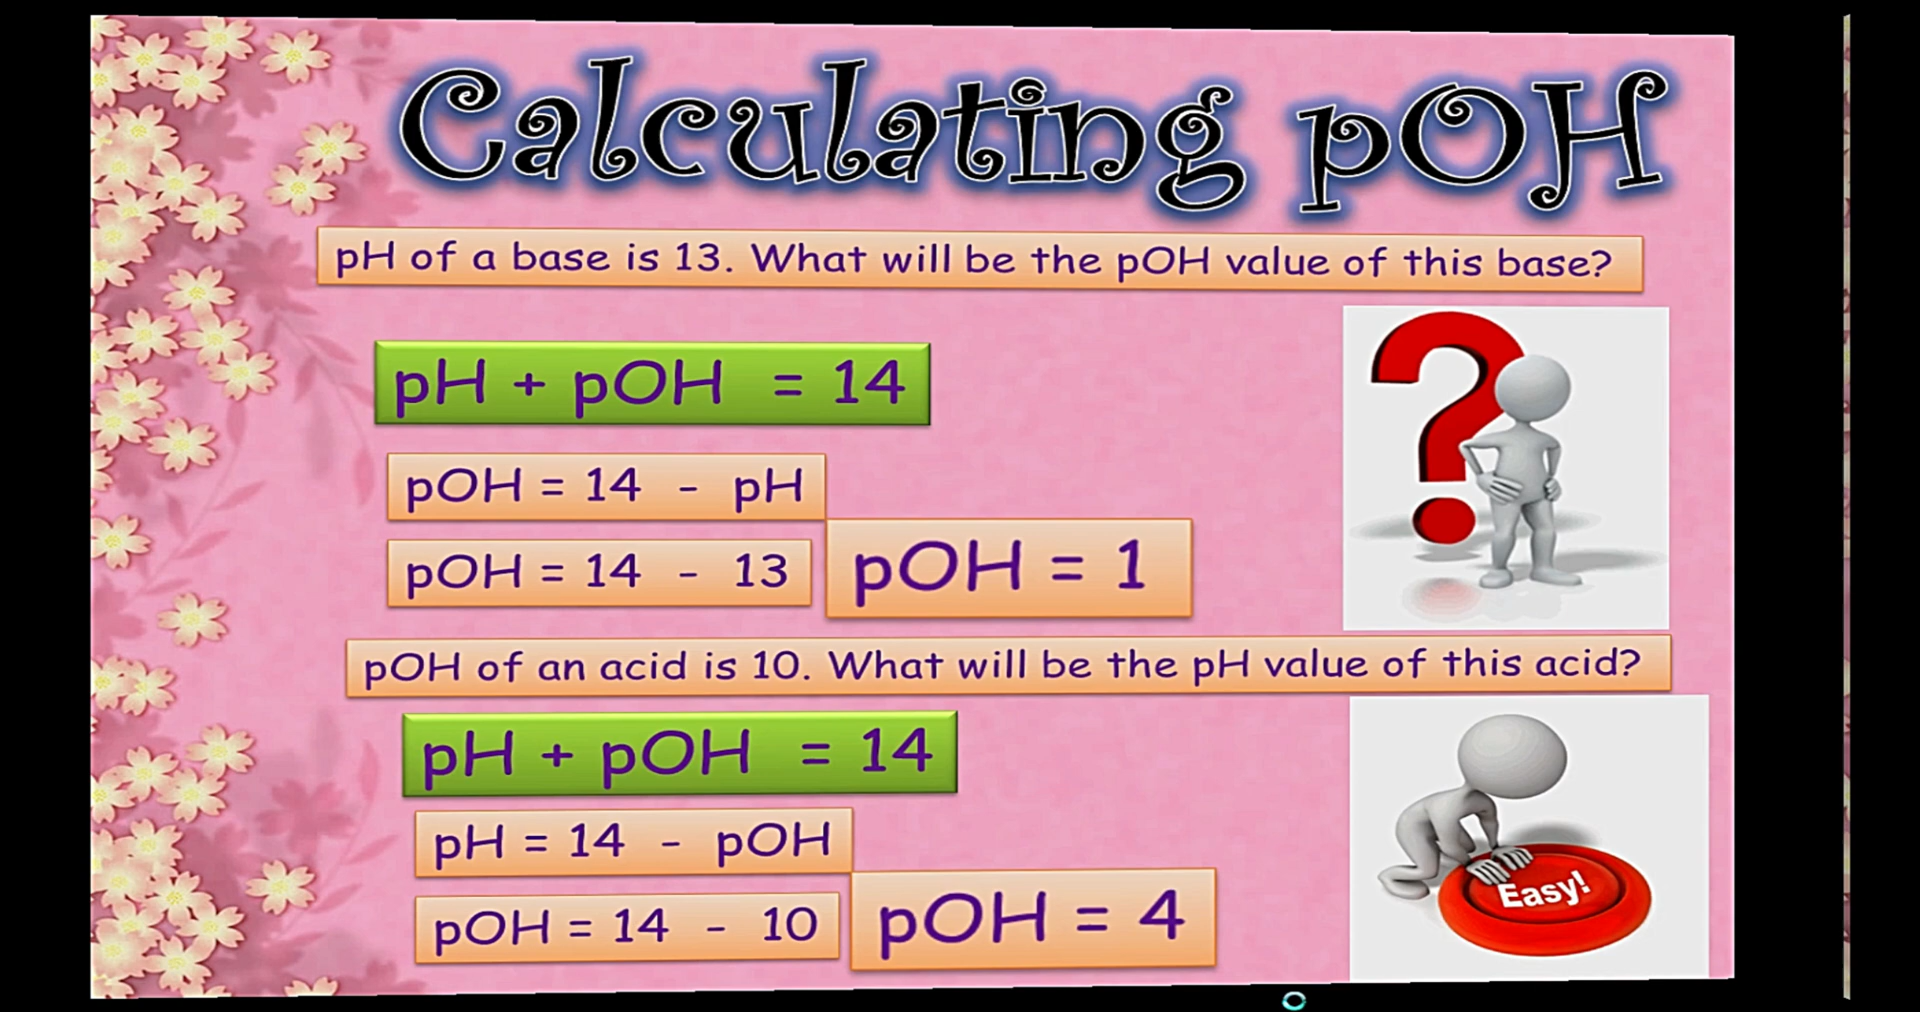 Calculating pOH
pH of a base is 13. What will be the pOH value of this base?
pH + pOH = 14
pOH = 14 - pH
pOH = 14 - 13
pOH = 1
pOH of an acid is 10. What will be the pH value of this acid?
pH + pOH = 14
pH = 14 - pOH
pOH = 14 - 10
pOH = 4
Easy!